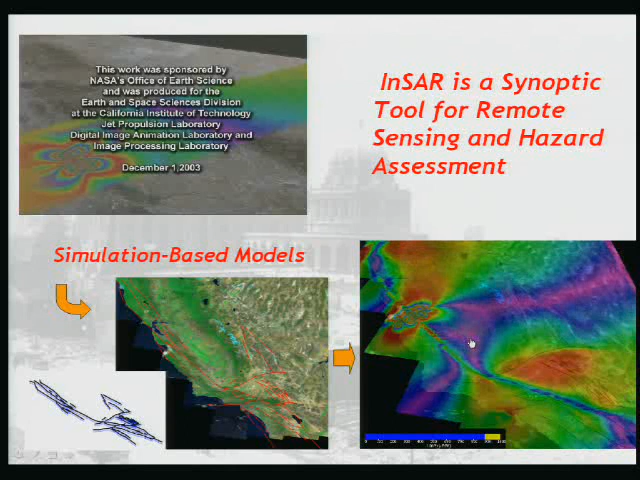 This work was sponsored by
NASA's Office of Earth Science
and was produced for the
Earth and Space Sciences Division
at the California Institute of Technology
Jet Propulsion Laboratory
Digital Image Animation Laboratory and
Image Processing Laboratory
December 1,2003
InSAR is a Synoptic
Tool for Remote
Sensing and Hazard
Assessment
Simulation-Based Models